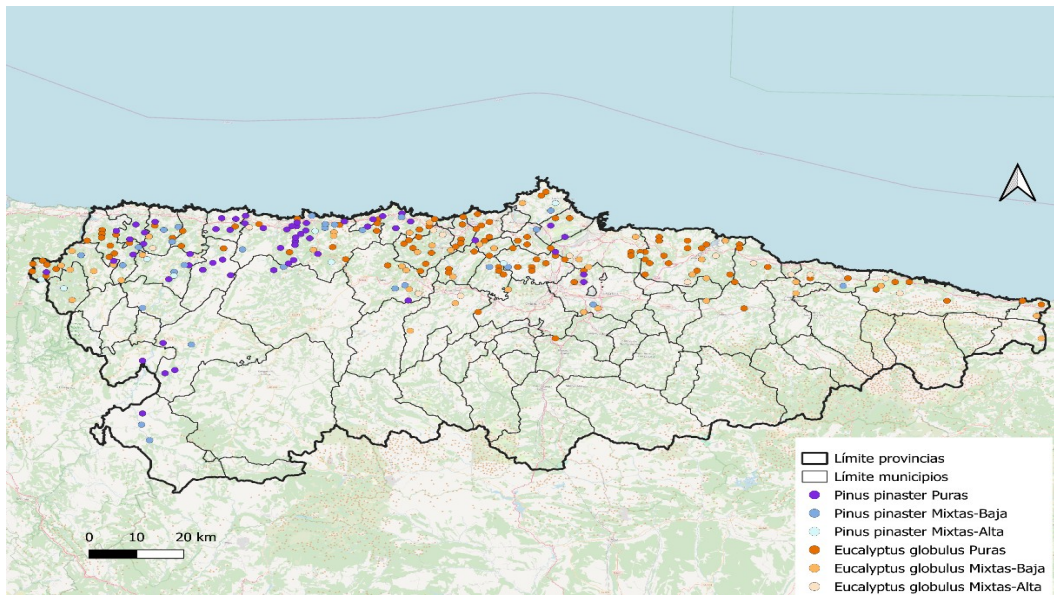 Límite provincias
Límite municipios
Pinus pinaster Puras
Pinus pinaster Mixtas-Baja
Pinus pinaster Mixtas-Alta
Eucalyptus globulus Puras
Eucalyptus globulus Mixtas-Baja
Eucalyptus globulus Mixtas-Alta
0 10 20 km